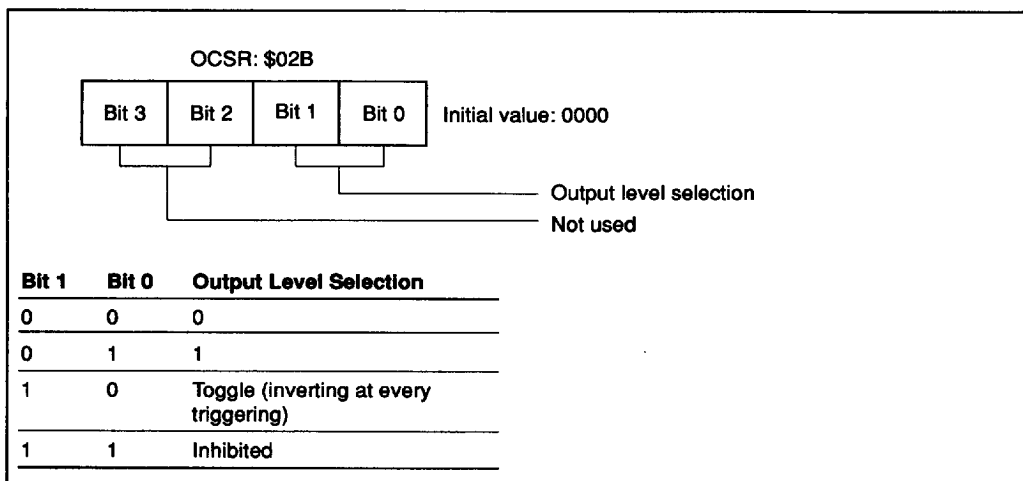 OCSR: $02B
Bit 3 Bit 2 Bit 1 Bit 0 Initial value: 0000
Output level selection
Not used
Bit 1 Bit 0 Output Level Selection
0 0 0
0 1 1
1 0 Toggle (inverting at every
triggering)
1 1 Inhibited